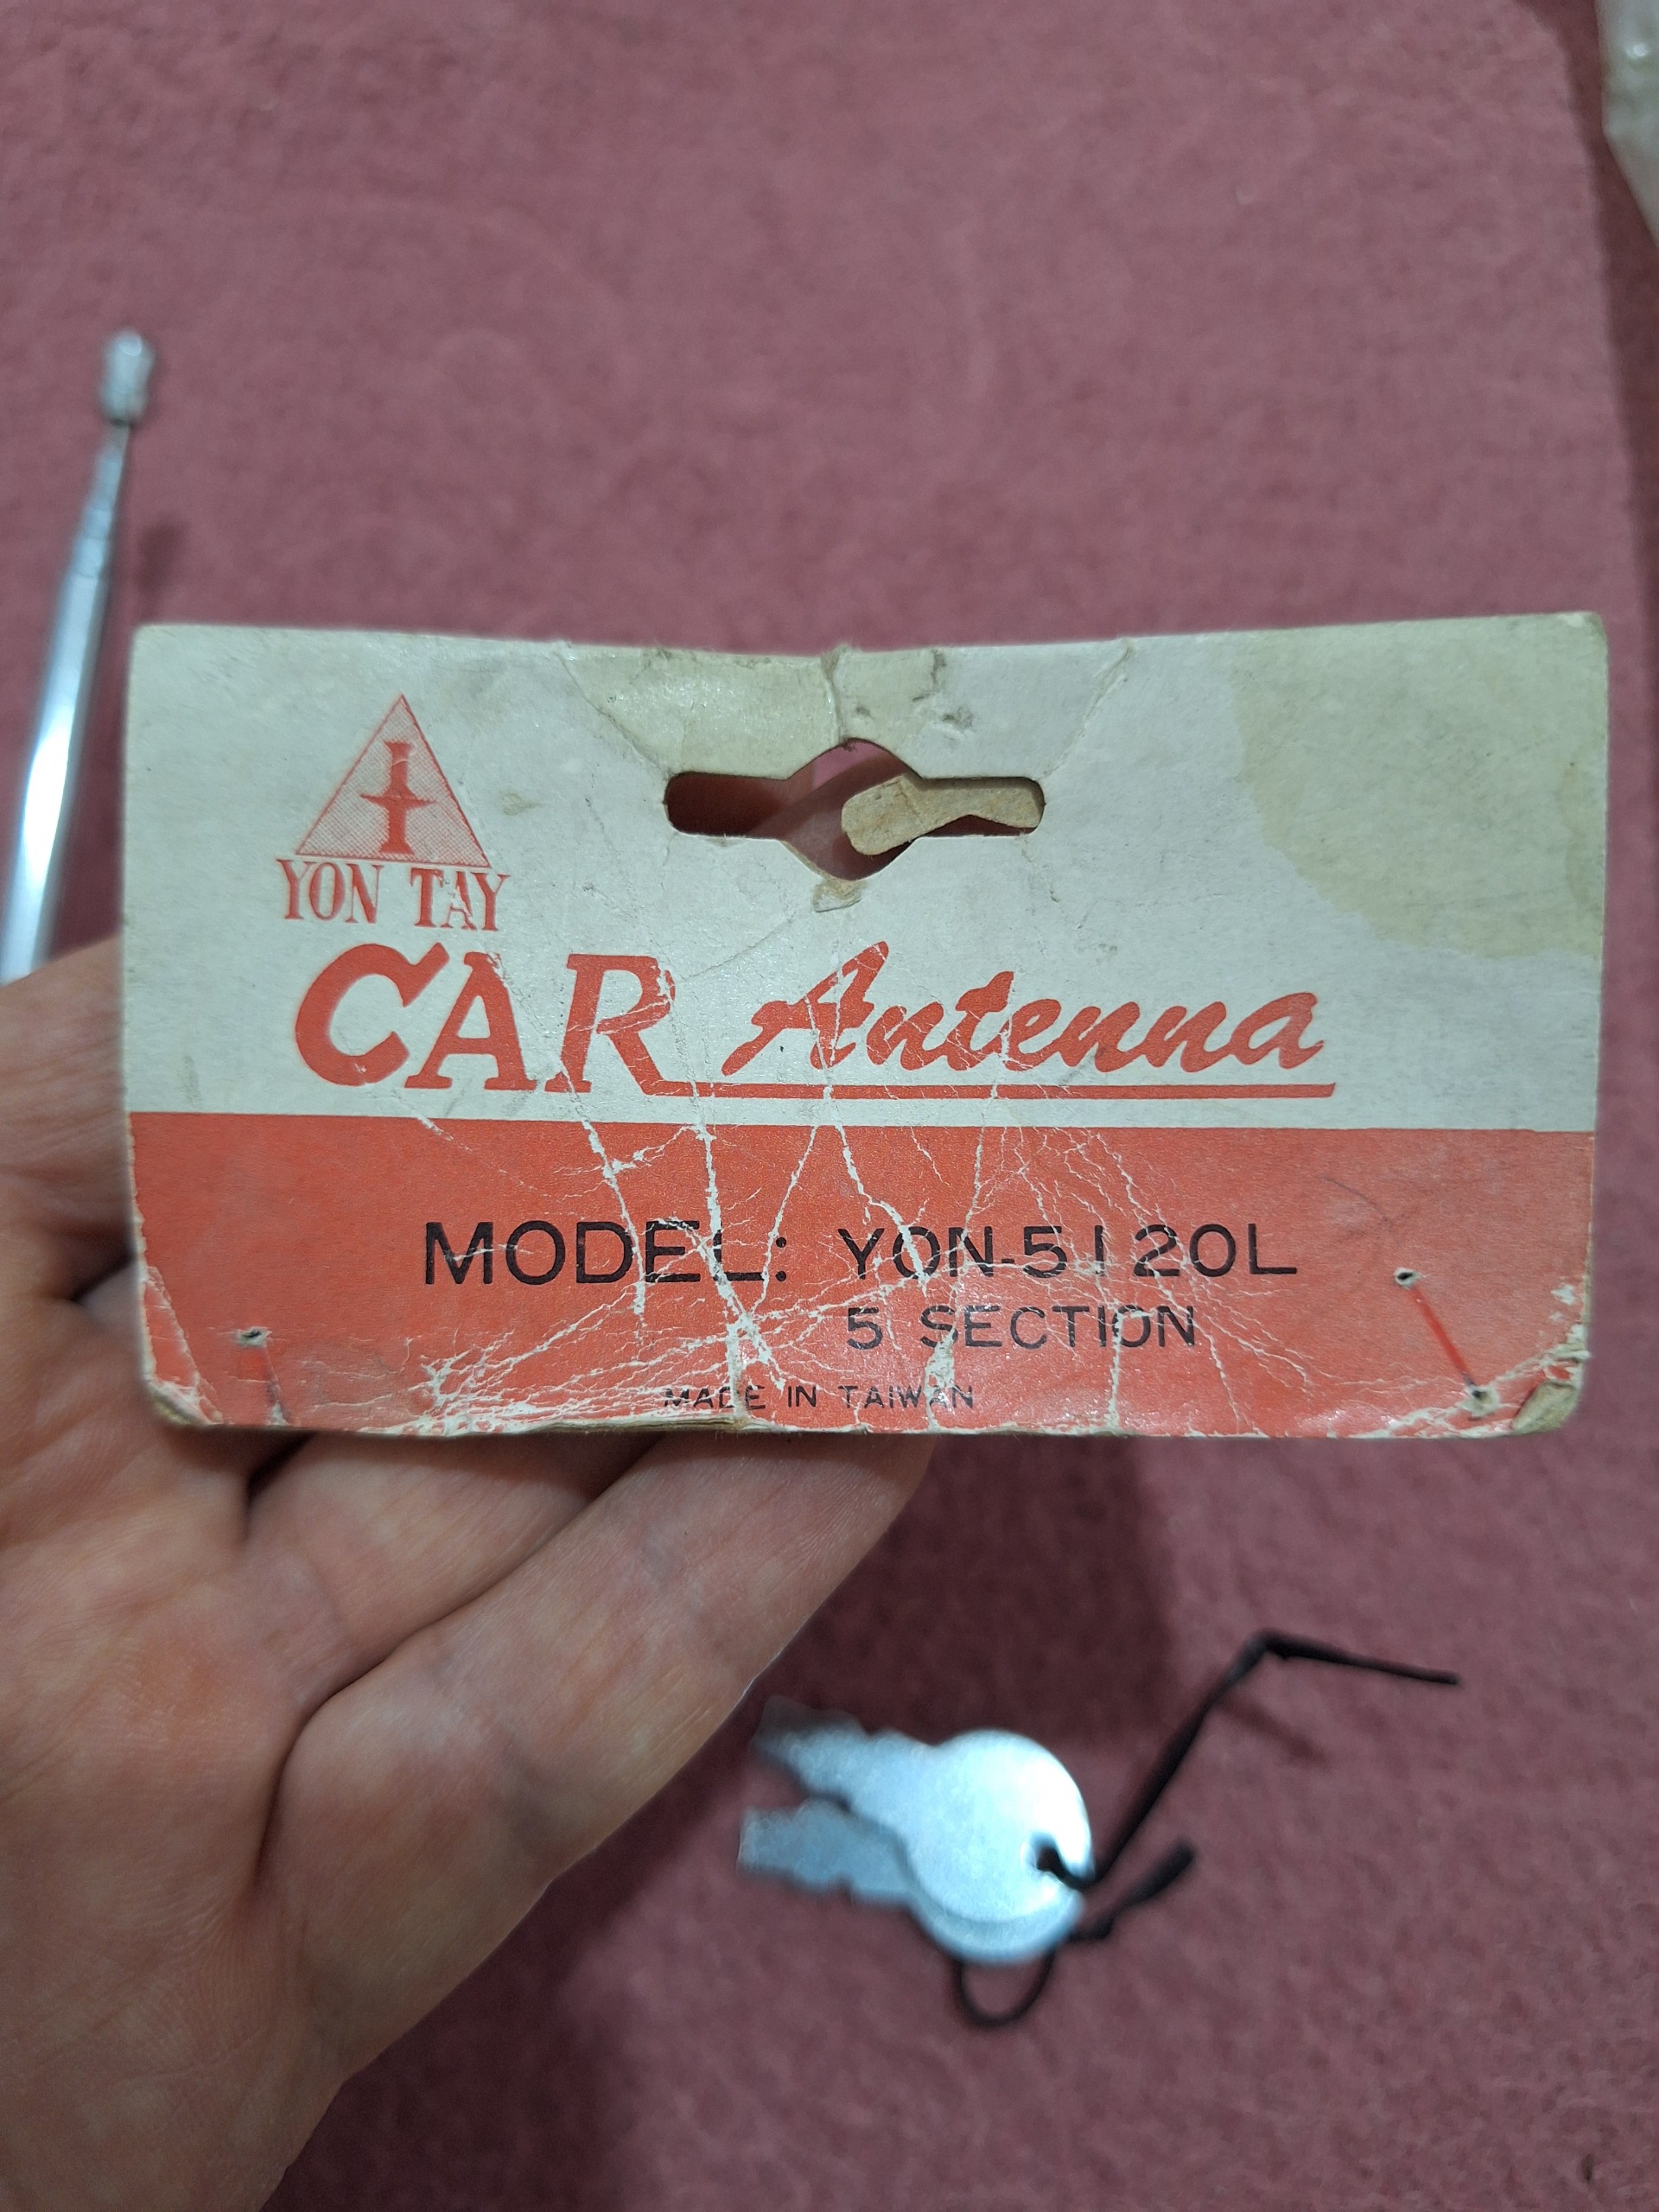 YON TAY
CAR Antenna
MODEL: YON-5120L
5 SECTION
MADE IN TAIWAN